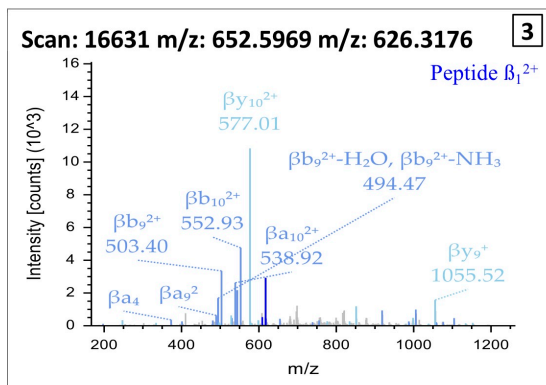 Scan: 16631 m/z: 652.5969 m/z: 626.3176
3
Peptide ß₁²⁺
16
14
12
10
8
6
4
2
0
Intensity [counts] (10^3)
βy₁₀²⁺
577.01
βb₉²⁺-H₂O, βb₉²⁺-NH₃
494.47
βb₁₀²⁺
552.93
βb₉²⁺
503.40
βa₁₀²⁺
538.92
βy₉⁺
1055.52
βa₄
βa₉²
200 400 600 800 1000 1200
m/z